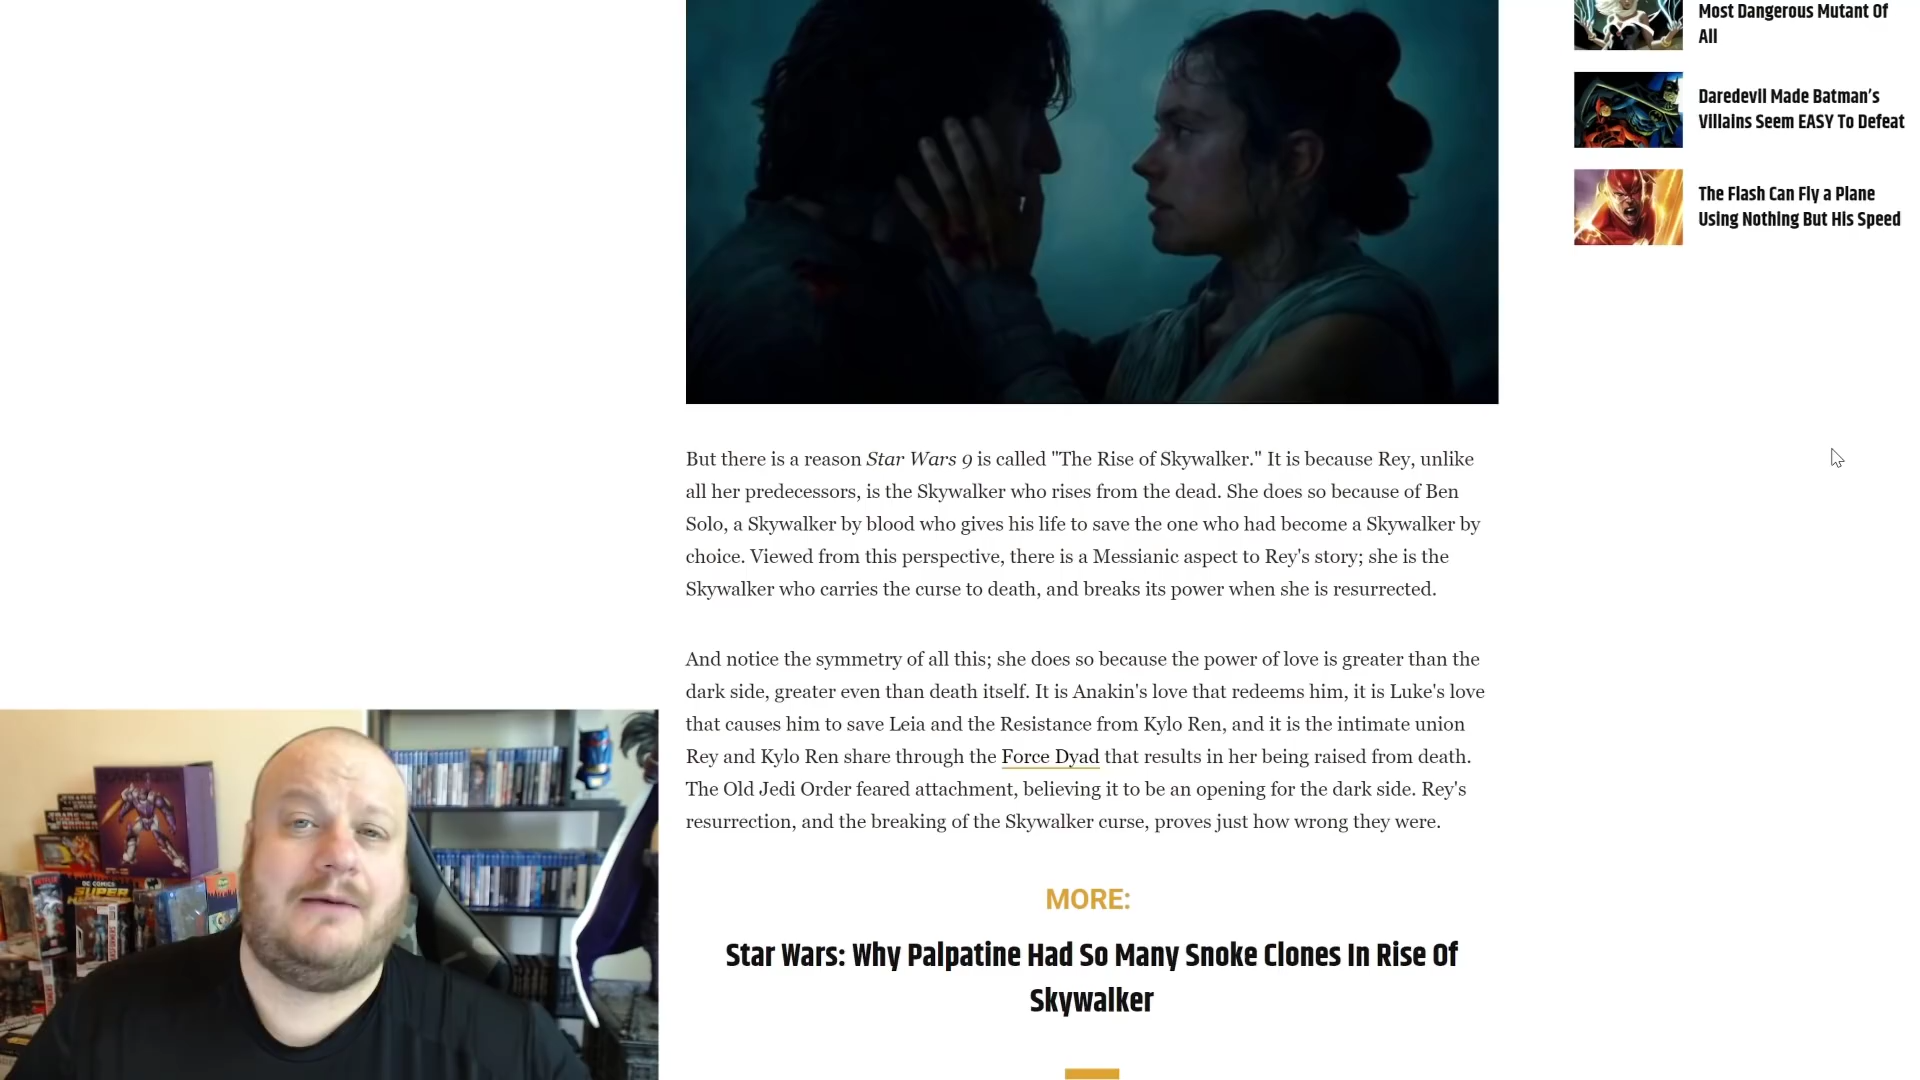 Most Dangerous Mutant Of
All
Daredevil Made Batman's
Villains Seem EASY To Defeat
The Flash Can Fly a Plane
Using Nothing But His Speed
But there is a reason Star Wars 9 is called "The Rise of Skywalker." It is because Rey, unlike
all her predecessors, is the Skywalker who rises from the dead. She does so because of Ben
Solo, a Skywalker by blood who gives his life to save the one who had become a Skywalker by
choice. Viewed from this perspective, there is a Messianic aspect to Rey's story; she is the
Skywalker who carries the curse to death, and breaks its power when she is resurrected.
And notice the symmetry of all this; she does so because the power of love is greater than the
dark side, greater even than death itself. It is Anakin's love that redeems him, it is Luke's love
that causes him to save Leia and the Resistance from Kylo Ren, and it is the intimate union
Rey and Kylo Ren share through the Force Dyad that results in her being raised from death.
The Old Jedi Order feared attachment, believing it to be an opening for the dark side. Rey's
resurrection, and the breaking of the Skywalker curse, proves just how wrong they were.
MORE:
Star Wars: Why Palpatine Had So Many Snoke Clones In Rise Of
Skywalker
DC COMICS
SUPER